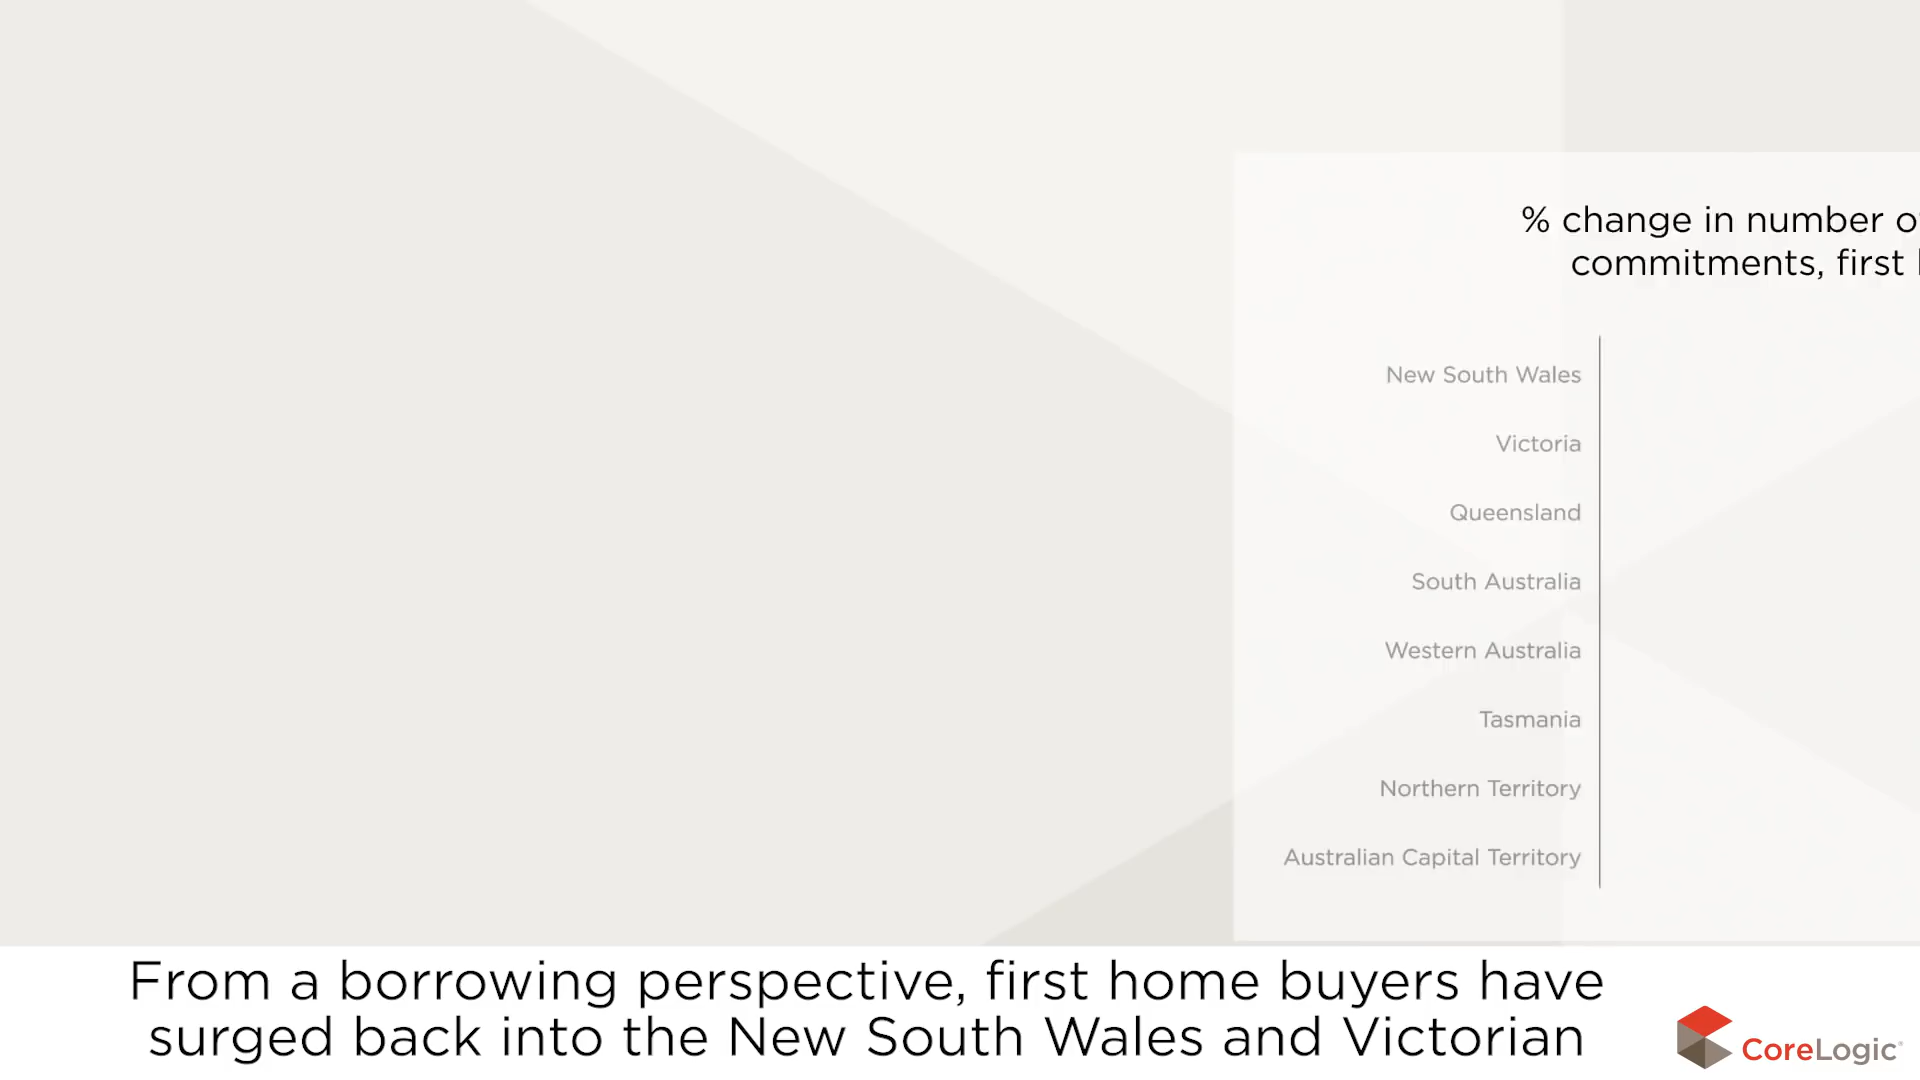 % change in number
commitments, first
New South Wales
Victoria
Queensland
South Australia
Western Australia
Tasmania
Northern Territory
Australian Capital Territory
From a borrowing perspective, first home buyers have
surged back into the New South Wales and Victorian
CoreLogic